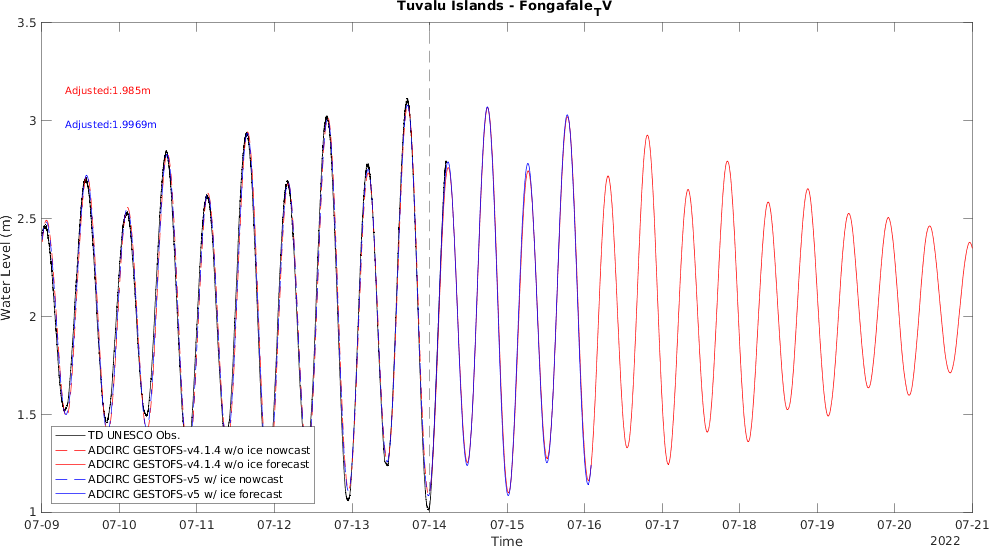 Tuvalu Islands - Fongafale_TV
3.5
Adjusted:1.985m
3
Adjusted:1.9969m
2.5
Water Level (m)
2
1.5
TD UNESCO Obs.
ADCIRC GESTOFS-v4.1.4 w/o ice nowcast
ADCIRC GESTOFS-v4.1.4 w/o ice forecast
ADCIRC GESTOFS-v5 w/ ice nowcast
ADCIRC GESTOFS-v5 w/ ice forecast
1
07-09 07-10 07-11 07-12 07-13 07-14 07-15 07-16 07-17 07-18 07-19 07-20 07-21
Time
2022